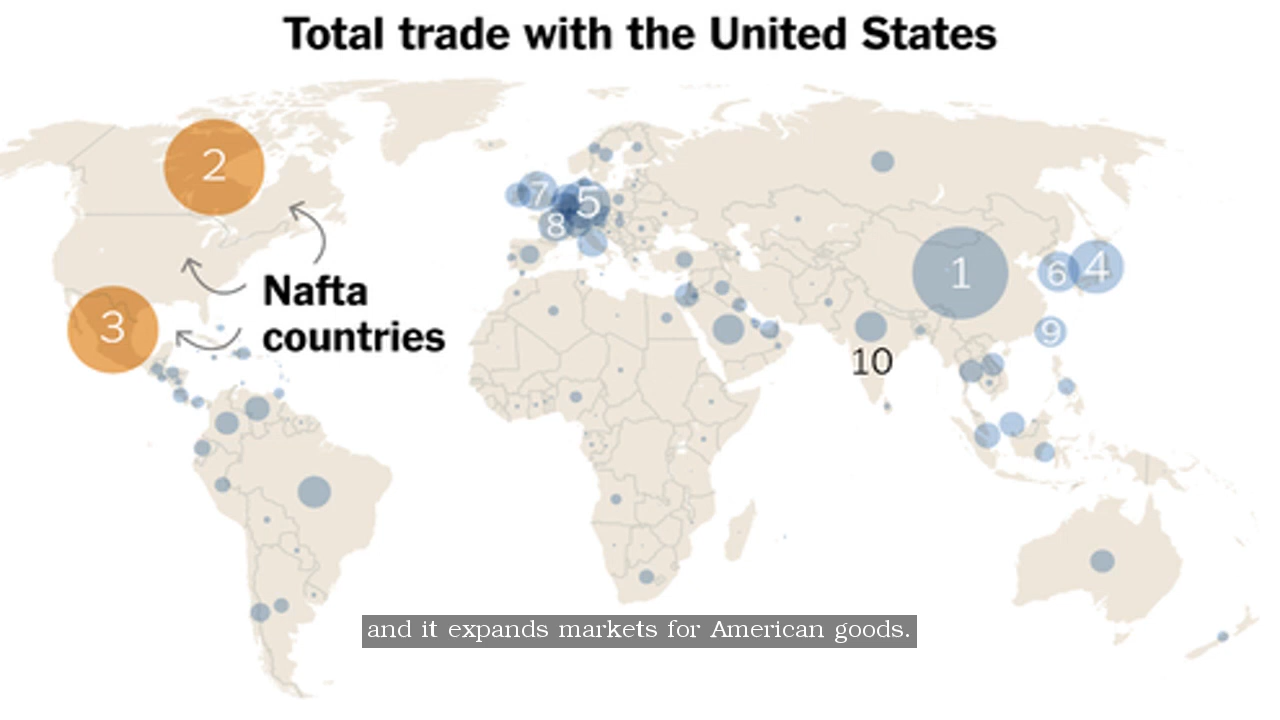 Total trade with the United States
2
7
5
8
1
6
4
Nafta
countries
3
9
10
and it expands markets for American goods.